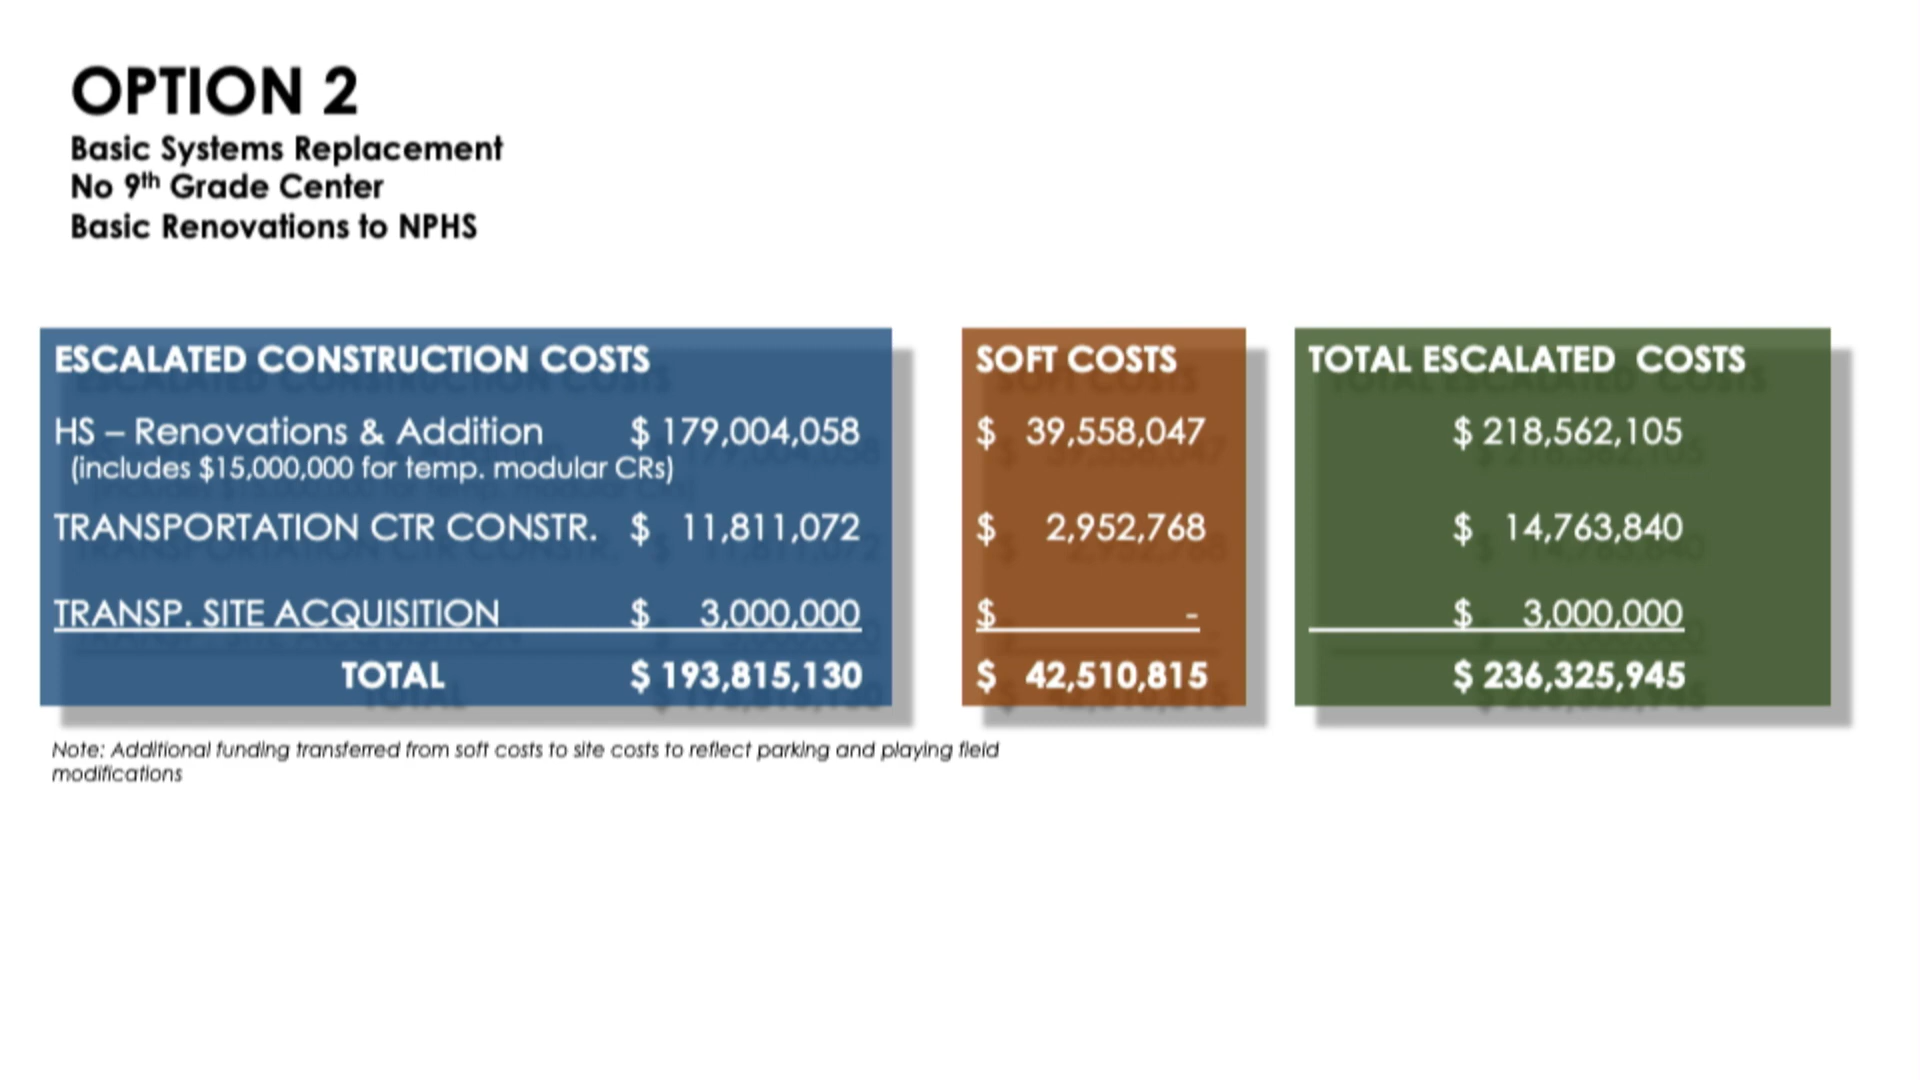 OPTION 2
Basic Systems Replacement
No 9th Grade Center
Basic Renovations to NPHS
ESCALATED CONSTRUCTION COSTS
HS – Renovations & Addition $ 179,004,058
(includes $15,000,000 for temp. modular CRs)
TRANSPORTATION CTR CONSTR. $ 11,811,072
TRANSP. SITE ACQUISITION $ 3,000,000
TOTAL $ 193,815,130
SOFT COSTS
$ 39,558,047
$ 2,952,768
$ -
$ 42,510,815
TOTAL ESCALATED COSTS
$ 218,562,105
$ 14,763,840
$ 3,000,000
$ 236,325,945
Note: Additional funding transferred from soft costs to site costs to reflect parking and playing field
modifications